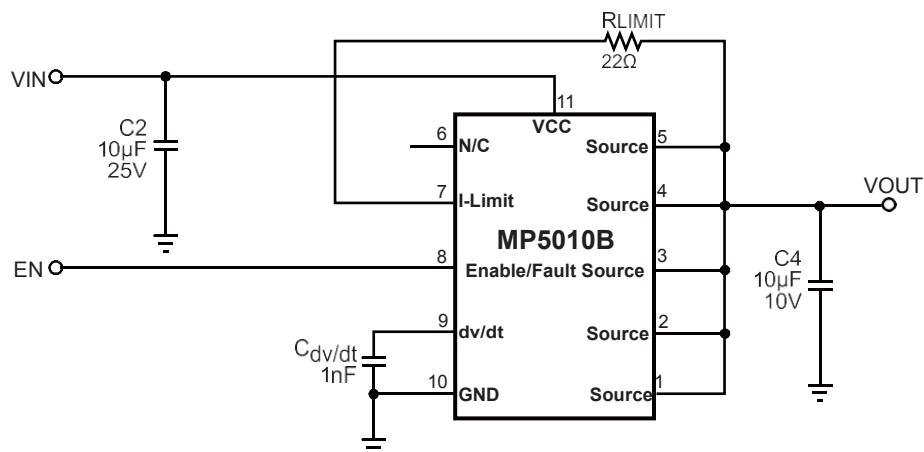 RLIMIT
22Ω
VIN
C2
10µF
25V
11
VCC
6
N/C
Source
5
7
I-Limit
Source
4
VOUT
MP5010B
EN
8
Enable/Fault
Source
3
C4
10µF
10V
9
dv/dt
Source
2
Cdv/dt
1nF
10
GND
Source
1